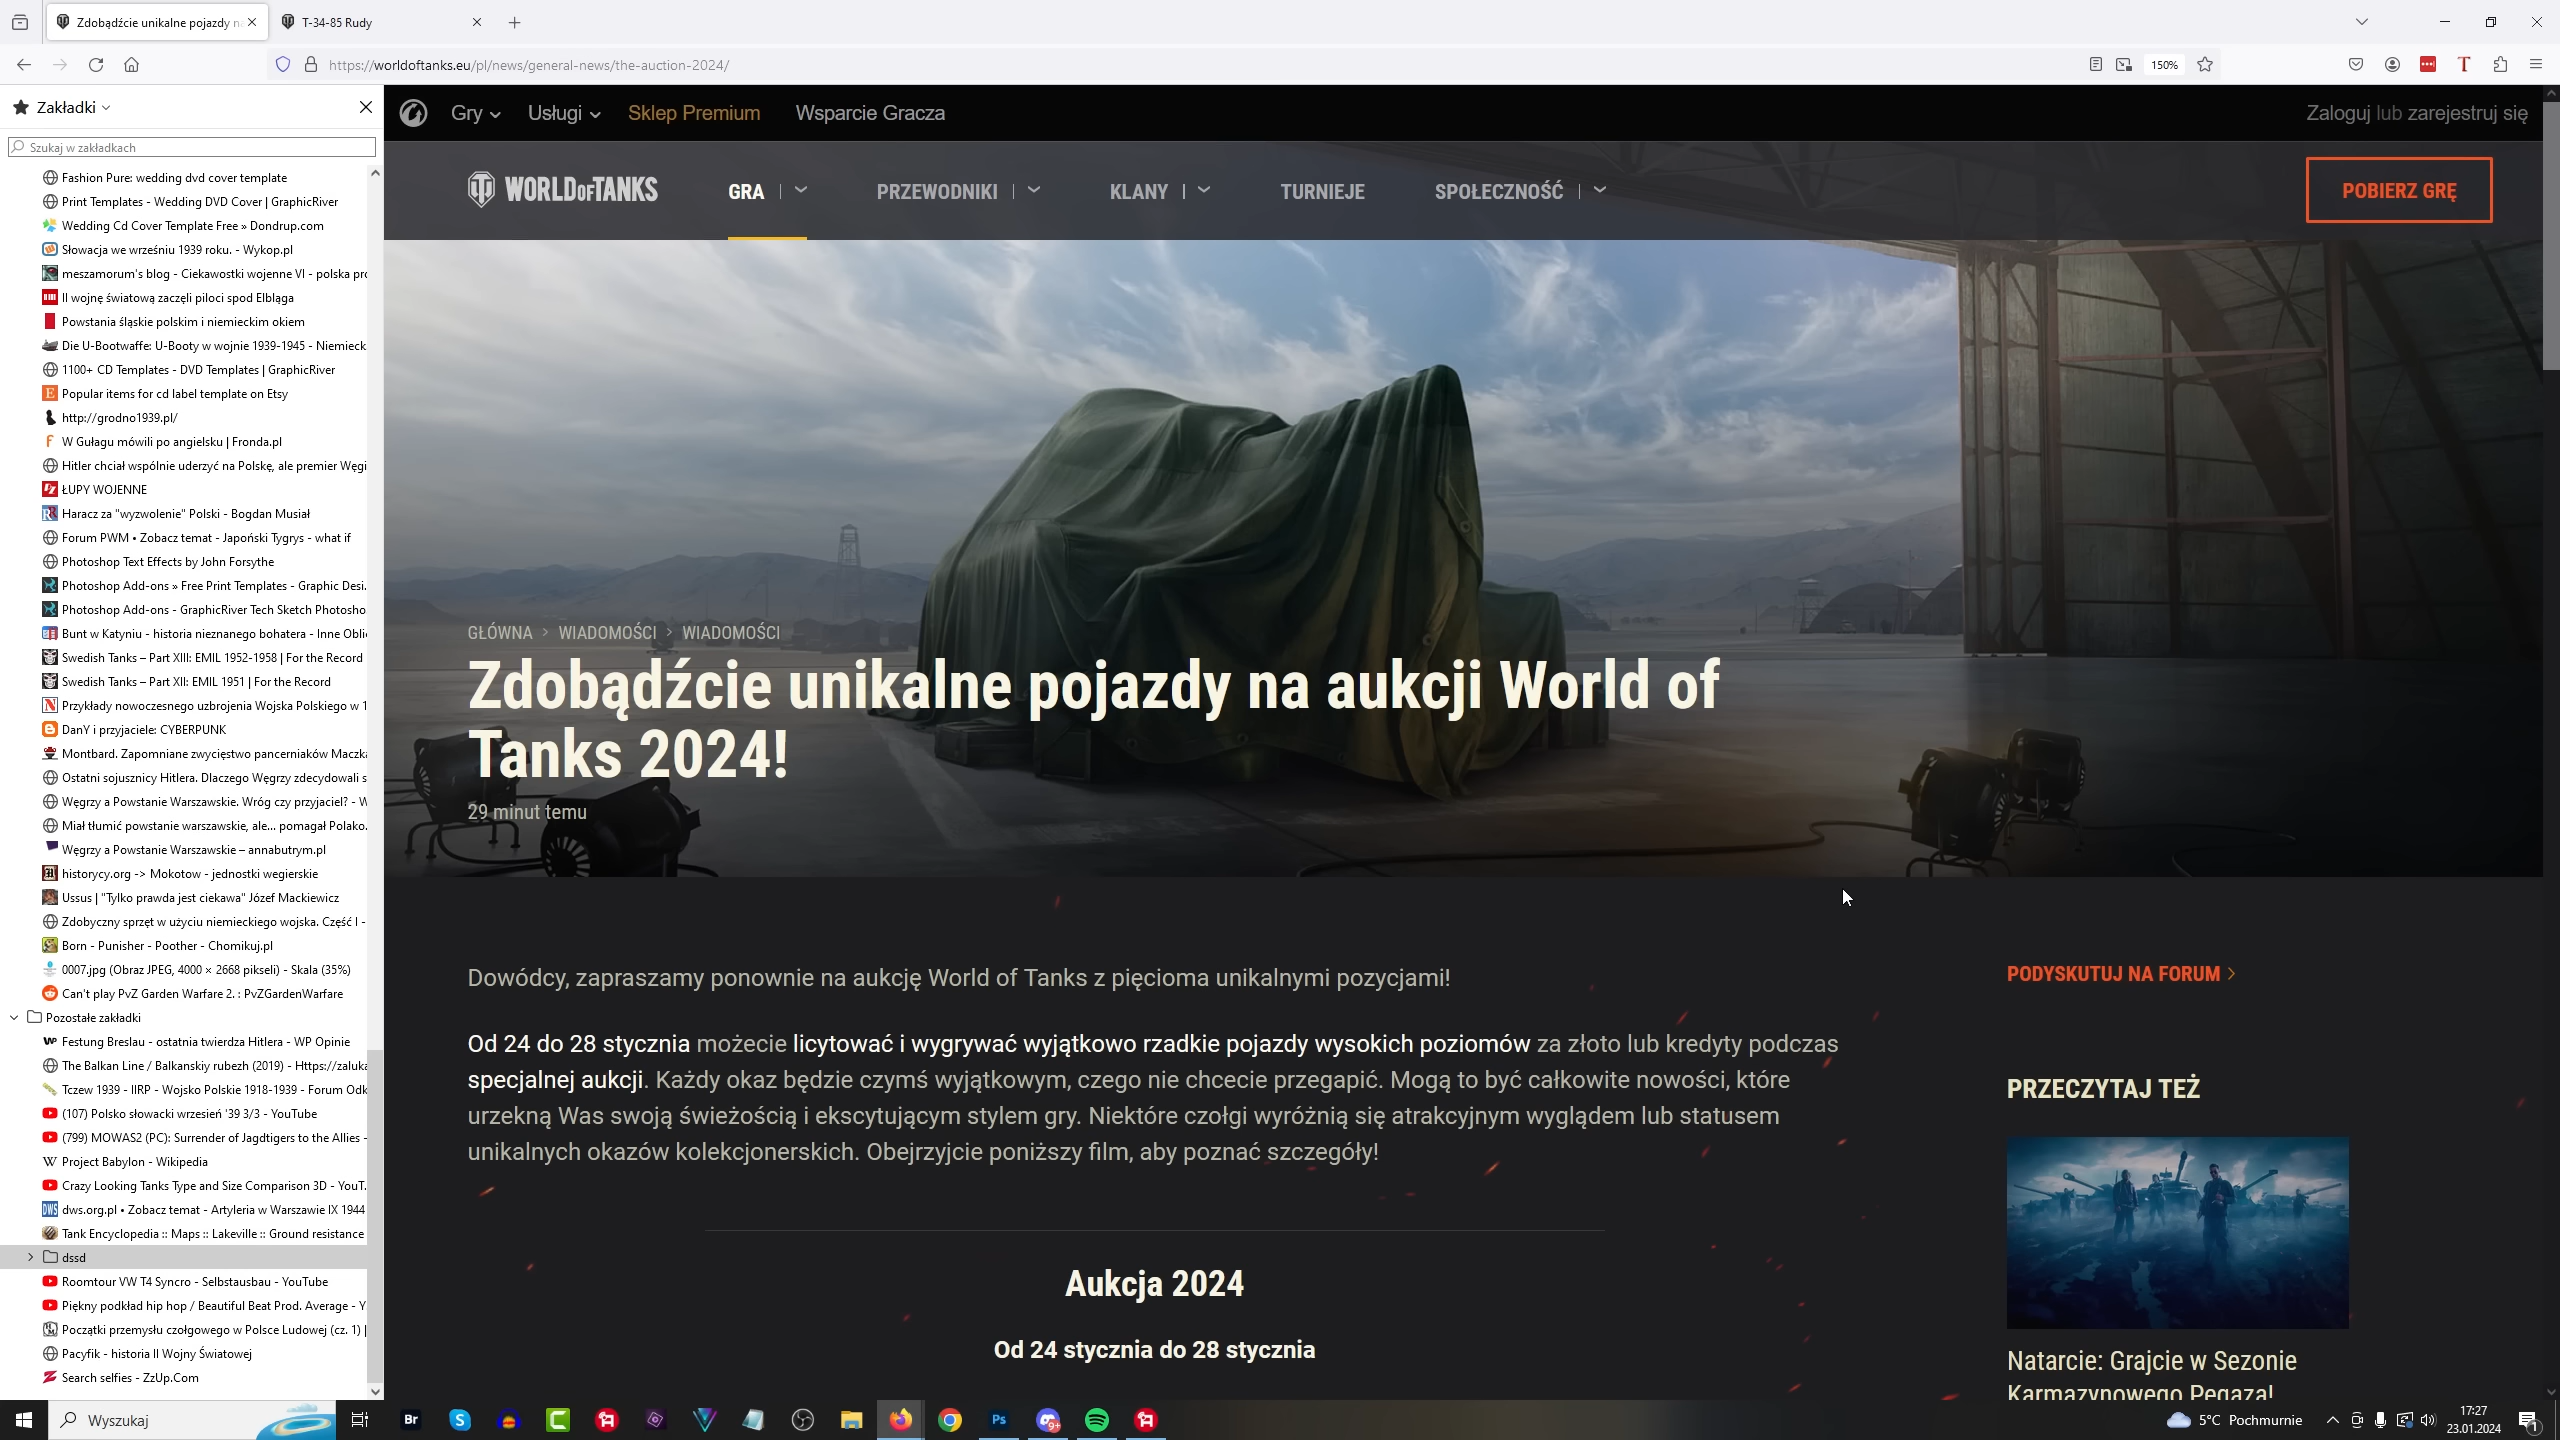 Zdobądźcie unikalne pojazdy n
T-34-85 Rudy
https://worldoftanks.eu/pl/news/general-news/the-auction-2024/
150%
Zakładki
Szukaj w zakładkach
Fashion Pure: wedding dvd cover template
Print Templates - Wedding DVD Cover | GraphicRiver
Wedding Cd Cover Template Free » Dondrup.com
Słowacja we wrześniu 1939 roku. - Wykop.pl
meszamorum's blog - Ciekawostki wojenne VI - polska pro
II wojnę światową zaczęli piloci spod Elbląga
Powstania śląskie polskim i niemieckim okiem
Die U-Bootwaffe: U-Booty w wojnie 1939-1945 - Niemieck
1100+ CD Templates - DVD Templates | GraphicRiver
Popular items for cd label template on Etsy
http://grodno1939.pl/
W Gułagu mówili po angielsku | Fronda.pl
Hitler chciał wspólnie uderzyć na Polskę, ale premier Węgi
ŁUPY WOJENNE
Haracz za "wyzwolenie" Polski - Bogdan Musiał
Forum PWM • Zobacz temat - Japoński Tygrys - what if
Photoshop Text Effects by John Forsythe
Photoshop Add-ons » Free Print Templates - Graphic Desi.
Photoshop Add-ons - GraphicRiver Tech Sketch Photosho
Bunt w Katyniu - historia nieznanego bohatera - Inne Obli
Swedish Tanks – Part XIII: EMIL 1952-1958 | For the Record
Swedish Tanks – Part XII: EMIL 1951 | For the Record
Przykłady nowoczesnego uzbrojenia Wojska Polskiego w 1
DanY i przyjaciele: CYBERPUNK
Montbard. Zapomniane zwycięstwo pancerniaków Maczka
Ostatni sojusznicy Hitlera. Dlaczego Węgrzy zdecydowali s
Węgrzy a Powstanie Warszawskie. Wróg czy przyjaciel? - W
Miał tłumić powstanie warszawskie, ale... pomagał Polako.
Węgrzy a Powstanie Warszawskie – annabutrym.pl
historycy.org -> Mokotow - jednostki wegierskie
Ussus | "Tylko prawda jest ciekawa" Józef Mackiewicz
Zdobyczny sprzęt w użyciu niemieckiego wojska. Część I -
Born - Punisher - Poother - Chomikuj.pl
0007.jpg (Obraz JPEG, 4000 × 2668 pikseli) - Skala (35%)
Can't play PvZ Garden Warfare 2. : PvZGardenWarfare
Pozostałe zakładki
Festung Breslau - ostatnia twierdza Hitlera - WP Opinie
The Balkan Line / Balkanskiy rubezh (2019) - Https://zaluka
Tczew 1939 - IIRP - Wojsko Polskie 1918-1939 - Forum Odk
(107) Polsko słowacki wrzesień '39 3/3 - YouTube
(799) MOWAS2 (PC): Surrender of Jagdtigers to the Allies -
Project Babylon - Wikipedia
Crazy Looking Tanks Type and Size Comparison 3D - YouT.
dws.org.pl • Zobacz temat - Artyleria w Warszawie IX 1944
Tank Encyclopedia :: Maps :: Lakeville :: Ground resistance
dssd
Roomtour VW T4 Syncro - Selbstausbau - YouTube
Piękny podkład hip hop / Beautiful Beat Prod. Average - Y
Początki przemysłu czołgowego w Polsce Ludowej (cz. 1) |
Pacyfik - historia II Wojny Światowej
Search selfies - ZzUp.Com
Gry Usługi Sklep Premium Wsparcie Gracza
Zaloguj lub zarejestruj się
WORLD OF TANKS
GRA PRZEWODNIKI KLANY TURNIEJE SPOŁECZNOŚĆ
POBIERZ GRĘ
GŁÓWNA > WIADOMOŚCI > WIADOMOŚCI
Zdobądźcie unikalne pojazdy na aukcji World of
Tanks 2024!
29 minut temu
Dowódcy, zapraszamy ponownie na aukcję World of Tanks z pięcioma unikalnymi pozycjami!
Od 24 do 28 stycznia możecie licytować i wygrywać wyjątkowo rzadkie pojazdy wysokich poziomów za złoto lub kredyty podczas
specjalnej aukcji. Każdy okaz będzie czymś wyjątkowym, czego nie chcecie przegapić. Mogą to być całkowite nowości, które
urzekną Was swoją świeżością i ekscytującym stylem gry. Niektóre czołgi wyróżnią się atrakcyjnym wyglądem lub statusem
unikalnych okazów kolekcjonerskich. Obejrzyjcie poniższy film, aby poznać szczegóły!
Aukcja 2024
Od 24 stycznia do 28 stycznia
PODYSKUTUJ NA FORUM >
PRZECZYTAJ TEŻ
Natarcie: Grajcie w Sezonie
Karmazynowego Pegaza!
Wyszukaj
Br
Ps
9+
5°C Pochmurnie
17:27
23.01.2024
1